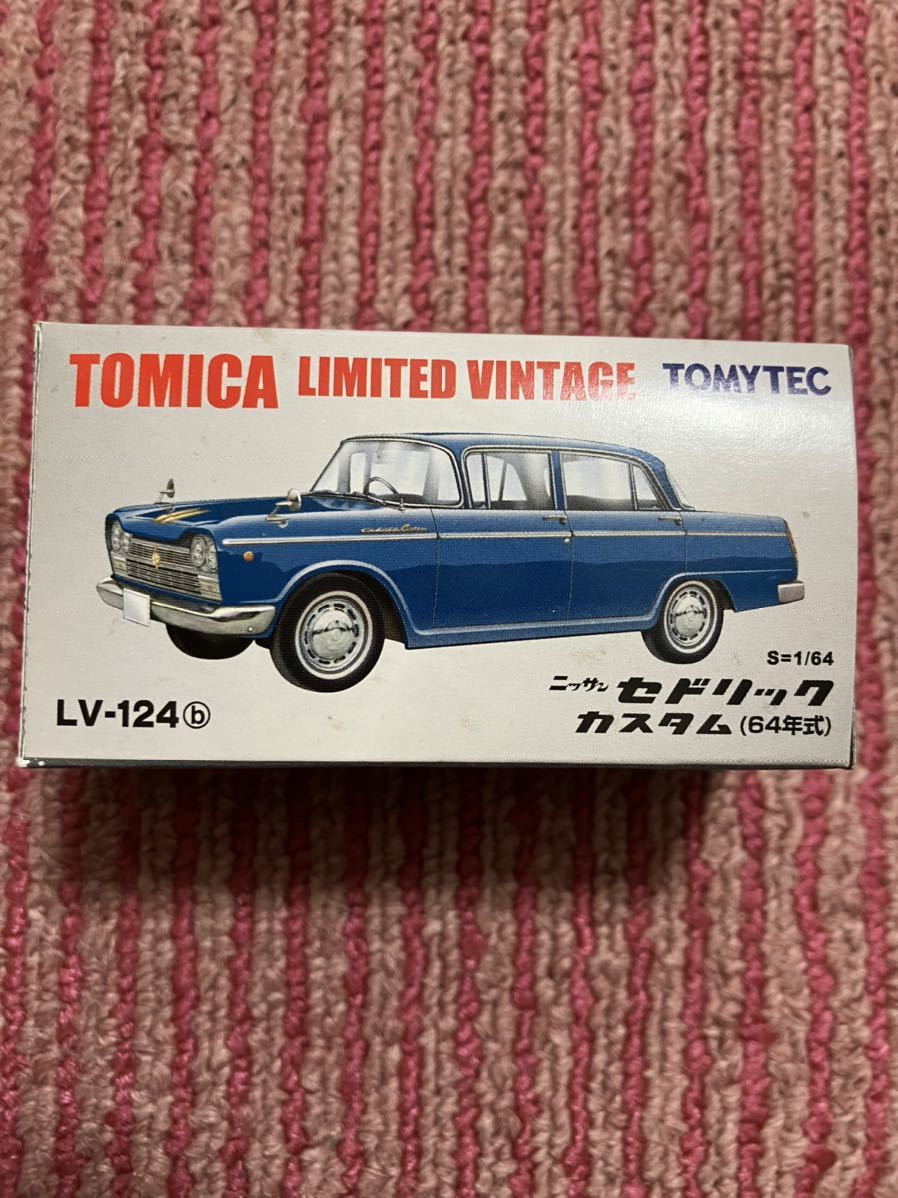 TOMICA LIMITED VINTAGE TOMYTEC
S=1/64
ニッサン セドリック
LV-124ⓑ カスタム(64年式)